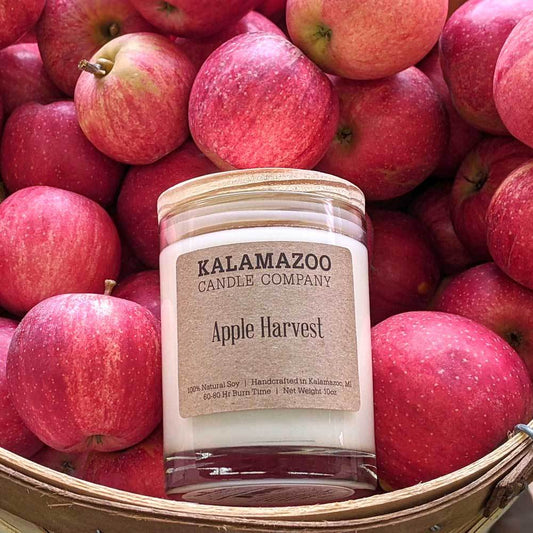 KALAMAZOO
CANDLE COMPANY
Apple Harvest
100% Natural Soy | Handcrafted in Kalamazoo, MI
60-80 Hr Burn Time | Net Weight 10oz